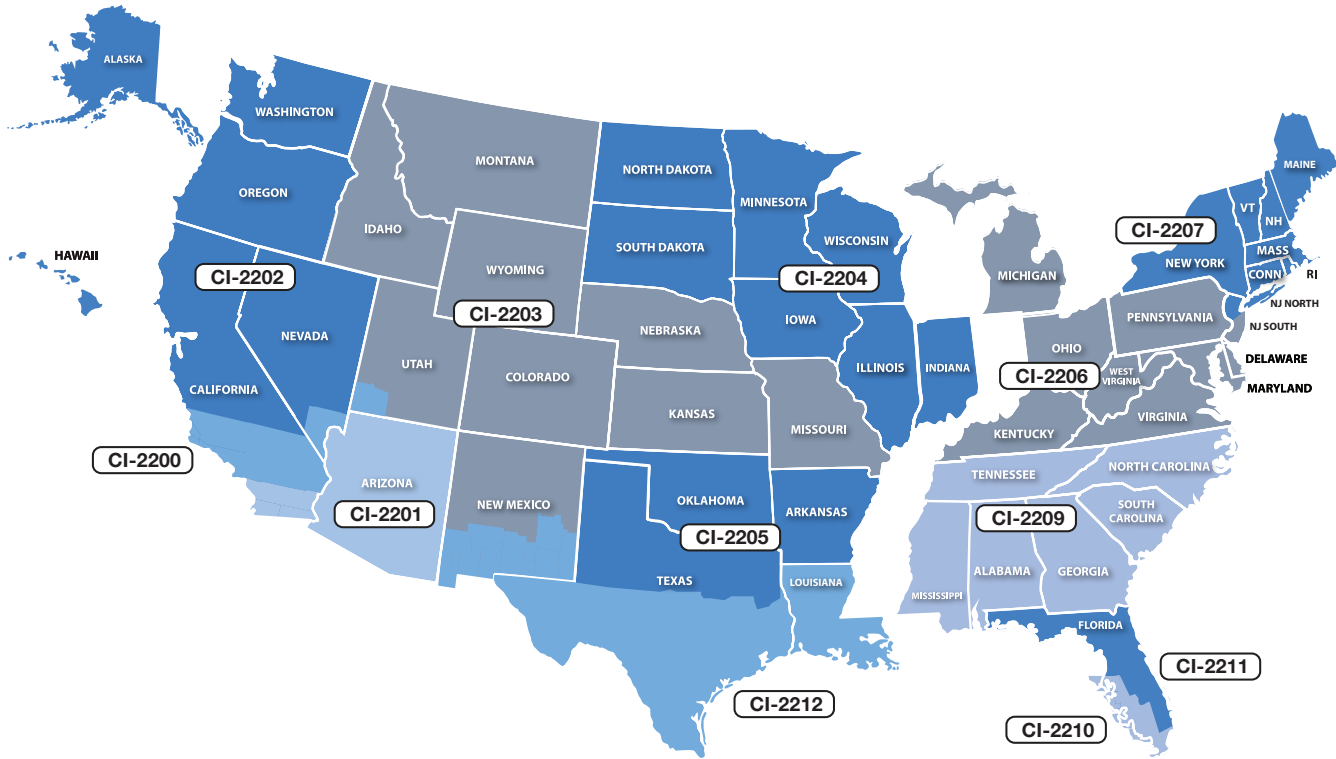 ALASKA
WASHINGTON
OREGON
IDAHO
MONTANA
NORTH DAKOTA
MINNESOTA
SOUTH DAKOTA
WISCONSIN
MICHIGAN
MAINE
VT
NH
CI-2207
NEW YORK
MASS
CONN
RI
HAWAII
CI-2202
WYOMING
CI-2203
CI-2204
NJ NORTH
NJ SOUTH
PENNSYLVANIA
NEVADA
CALIFORNIA
UTAH
COLORADO
NEBRASKA
IOWA
ILLINOIS
INDIANA
OHIO
CI-2206
WEST
VIRGINIA
DELAWARE
MARYLAND
VIRGINIA
KANSAS
MISSOURI
KENTUCKY
CI-2200
ARIZONA
CI-2201
NEW MEXICO
OKLAHOMA
CI-2205
ARKANSAS
TENNESSEE
NORTH CAROLINA
SOUTH
CAROLINA
CI-2209
TEXAS
LOUISIANA
MISSISSIPPI
ALABAMA
GEORGIA
FLORIDA
CI-2211
CI-2212
CI-2210